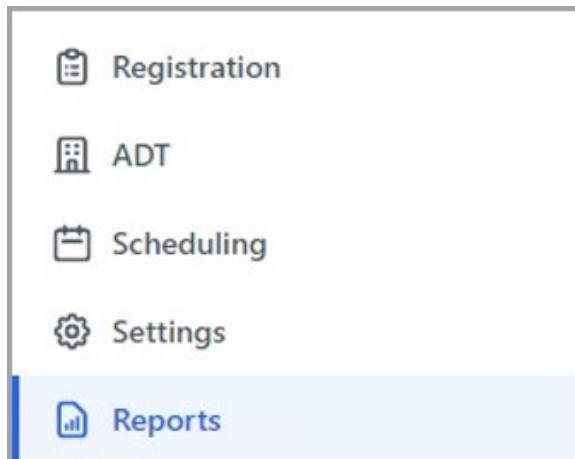 Registration
ADT
Scheduling
Settings
Reports